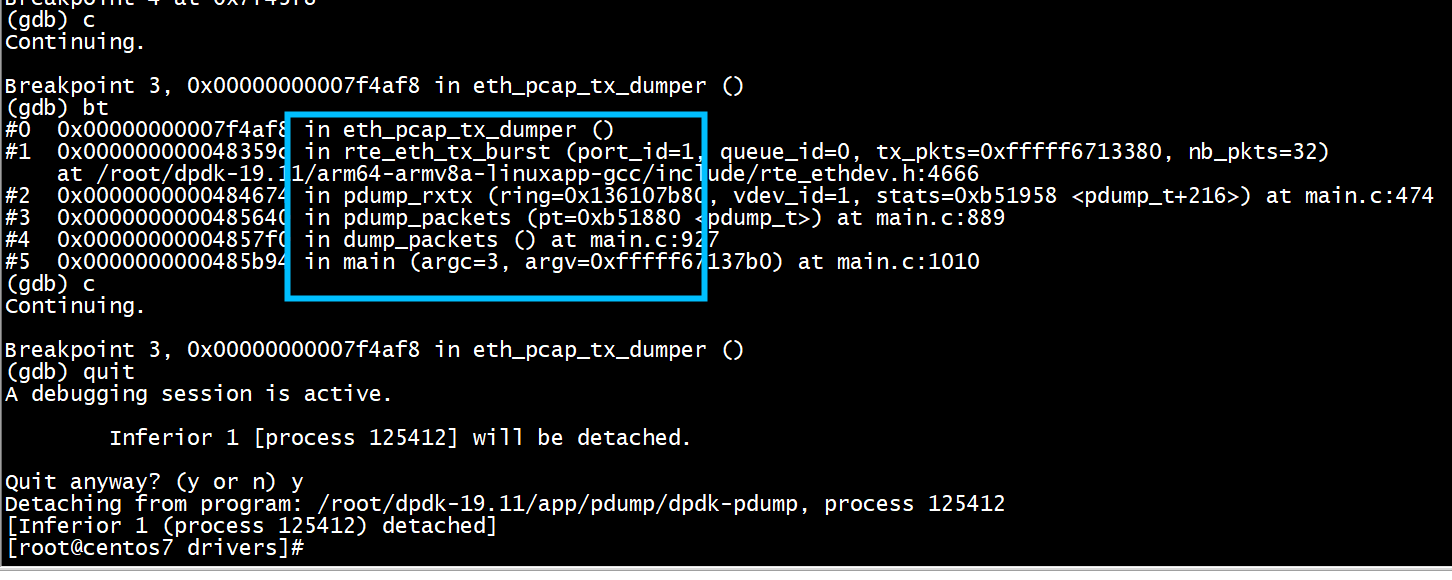 (gdb) c
Continuing.
Breakpoint 3, 0x00000000007f4af8 in eth_pcap_tx_dumper ()
(gdb) bt
#0  0x00000000007f4af8 in eth_pcap_tx_dumper ()
#1  0x000000000048359c in rte_eth_tx_burst (port_id=1, queue_id=0, tx_pkts=0xfffff6713380, nb_pkts=32)
    at /root/dpdk-19.11/arm64-armv8a-linuxapp-gcc/include/rte_ethdev.h:4666
#2  0x0000000000484674 in pdump_rxtx (ring=0x136107b80, vdev_id=1, stats=0xb51958 <pdump_t+216>) at main.c:474
#3  0x0000000000485640 in pdump_packets (pt=0xb51880 <pdump_t>) at main.c:889
#4  0x00000000004857f0 in dump_packets () at main.c:927
#5  0x0000000000485b94 in main (argc=3, argv=0xfffff67137b0) at main.c:1010
(gdb) c
Continuing.
Breakpoint 3, 0x00000000007f4af8 in eth_pcap_tx_dumper ()
(gdb) quit
A debugging session is active.
        Inferior 1 [process 125412] will be detached.
Quit anyway? (y or n) y
Detaching from program: /root/dpdk-19.11/app/pdump/dpdk-pdump, process 125412
[Inferior 1 (process 125412) detached]
[root@centos7 drivers]#